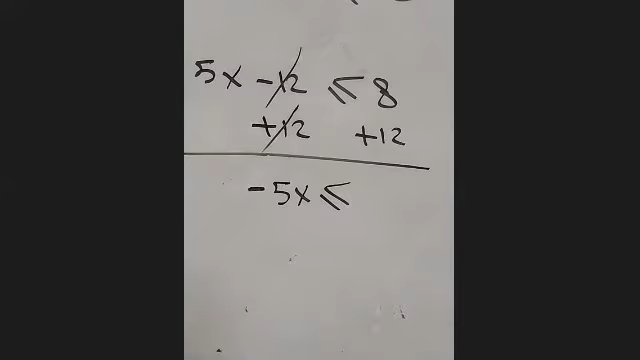 5x - 12 ≤ 8
+12 +12
-5x ≤